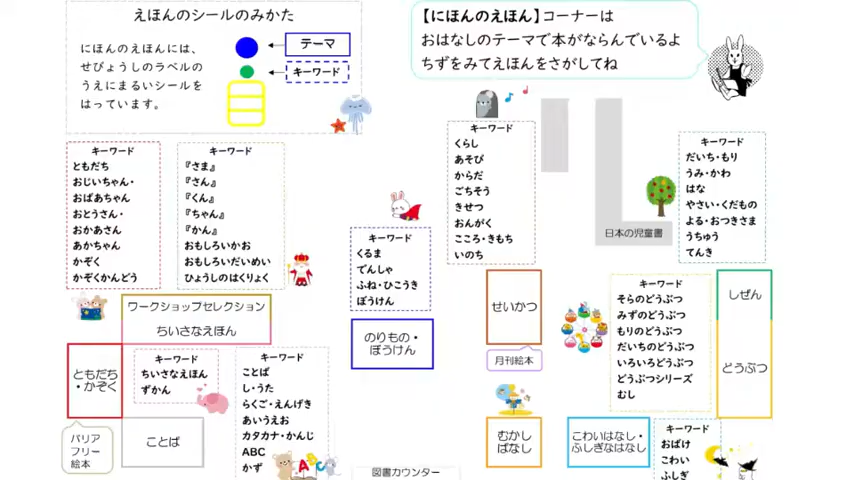 えほんのシールのみかた
にほんのえほんには、
せびょうしのラベルの
うえにまるいシールを
はっています。
テーマ
キーワード
【にほんのえほん】コーナーは
おはなしのテーマで本がならんでいるよ
ちずをみてえほんをさがしてね
キーワード
ともだち
おじいちゃん・
おばあちゃん
おとうさん・
おかあさん
あかちゃん
かぞく
かぞくかんどう
キーワード
『さま』
『さん』
『くん』
『ちゃん』
『かん』
おもしろいかお
おもしろいだいめい
ひょうしのはくりょく
キーワード
くるま
でんしゃ
ふね・ひこうき
ぼうけん
キーワード
くらし
あそび
からだ
ごちそう
きせつ
おんがく
こころ・きもち
いのち
日本の児童書
キーワード
だいち・もり
うみ・かわ
はな
やさい・くだもの
よる・おつきさま
うちゅう
てんき
ワークショップセレクション
ちいさなえほん
ともだち
・かぞく
キーワード
ちいさなえほん
ずかん
キーワード
ことば
し・うた
らくご・えんげき
あいうえお
カタカナ・かんじ
ABC
かず
バリア
フリー
絵本
ことば
のりもの・
ぼうけん
せいかつ
月刊絵本
キーワード
そらのどうぶつ
みずのどうぶつ
もりのどうぶつ
だいちのどうぶつ
いろいろどうぶつ
どうぶつシリーズ
むし
しぜん
どうぶつ
むかし
ばなし
こわいはなし・
ふしぎなはなし
キーワード
おばけ
こわい
ふしぎ
図書カウンター
ABC